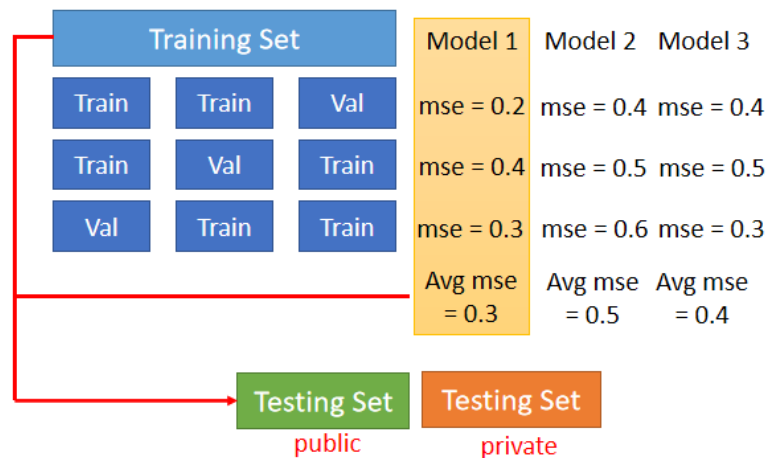 Training Set
Model 1 Model 2 Model 3
Train Train Val
mse = 0.2 mse = 0.4 mse = 0.4
Train Val Train
mse = 0.4 mse = 0.5 mse = 0.5
Val Train Train
mse = 0.3 mse = 0.6 mse = 0.3
Avg mse Avg mse Avg mse
= 0.3 = 0.5 = 0.4
Testing Set Testing Set
public private